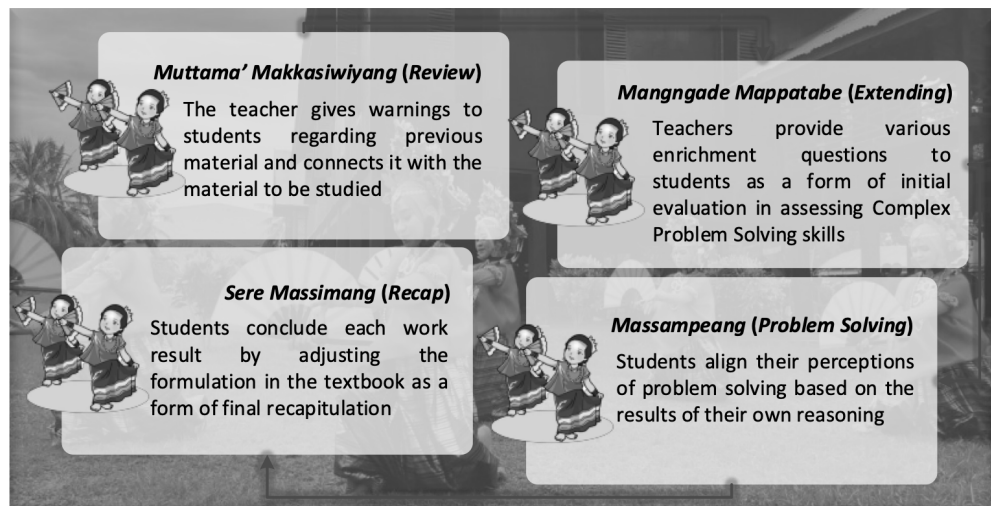 Muttama' Makkasiwiyang (Review)
The teacher gives warnings to
students regarding previous
material and connects it with the
material to be studied
Mangngade Mappatabe (Extending)
Teachers provide various
enrichment questions to
students as a form of initial
evaluation in assessing Complex
Problem Solving skills
Massampeang (Problem Solving)
Students align their perceptions
of problem solving based on the
results of their own reasoning
Sere Massimang (Recap)
Students conclude each work
result by adjusting the
formulation in the textbook as a
form of final recapitulation